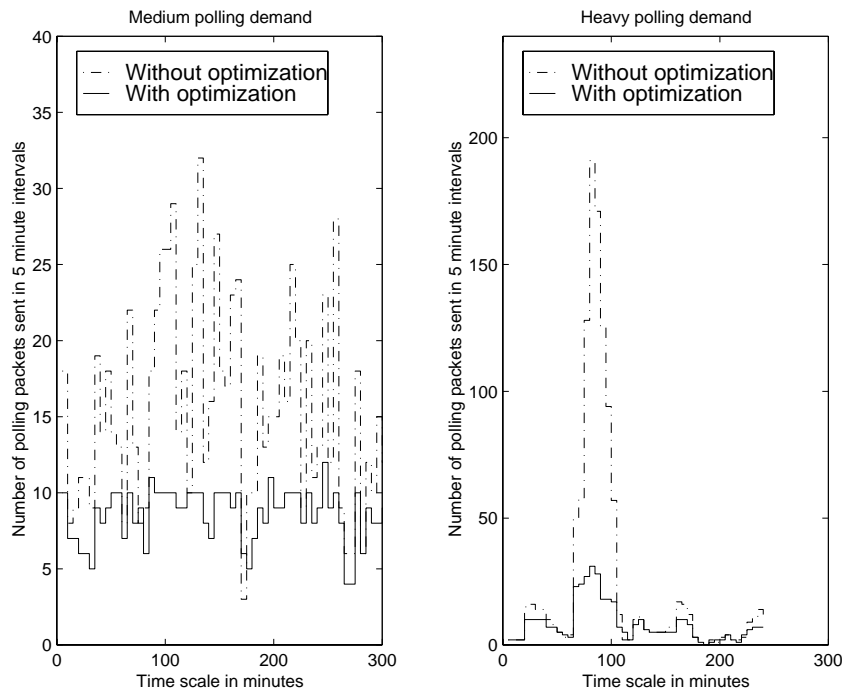 Medium polling demand
40
35
30
25
20
15
10
5
0
0
100
200
300
Number of polling packets sent in 5 minute intervals
Time scale in minutes
Without optimization
With optimization
Heavy polling demand
200
150
100
50
0
0
100
200
300
Number of polling packets sent in 5 minute intervals
Time scale in minutes
Without optimization
With optimization